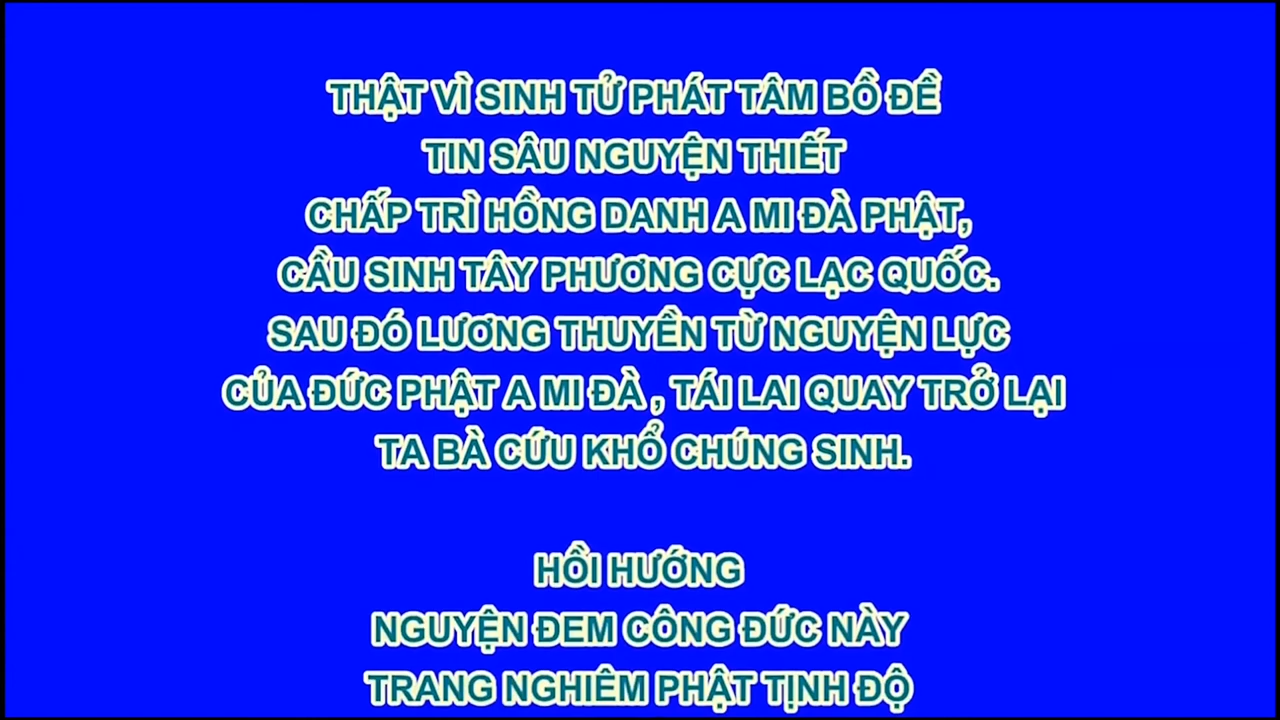 THẬT VÌ SINH TỬ PHÁT TÂM BỒ ĐỀ
TIN SÂU NGUYỆN THIẾT
CHẤP TRÌ HỒNG DANH A MI ĐÀ PHẬT,
CẦU SINH TÂY PHƯƠNG CỰC LẠC QUỐC.
SAU ĐÓ LƯƠNG THUYỀN TỪ NGUYỆN LỰC
CỦA ĐỨC PHẬT A MI ĐÀ , TÁI LAI QUAY TRỞ LẠI
TA BÀ CỨU KHỔ CHÚNG SINH.
HỒI HƯỚNG
NGUYỆN ĐEM CÔNG ĐỨC NÀY
TRANG NGHIÊM PHẬT TỊNH ĐỘ